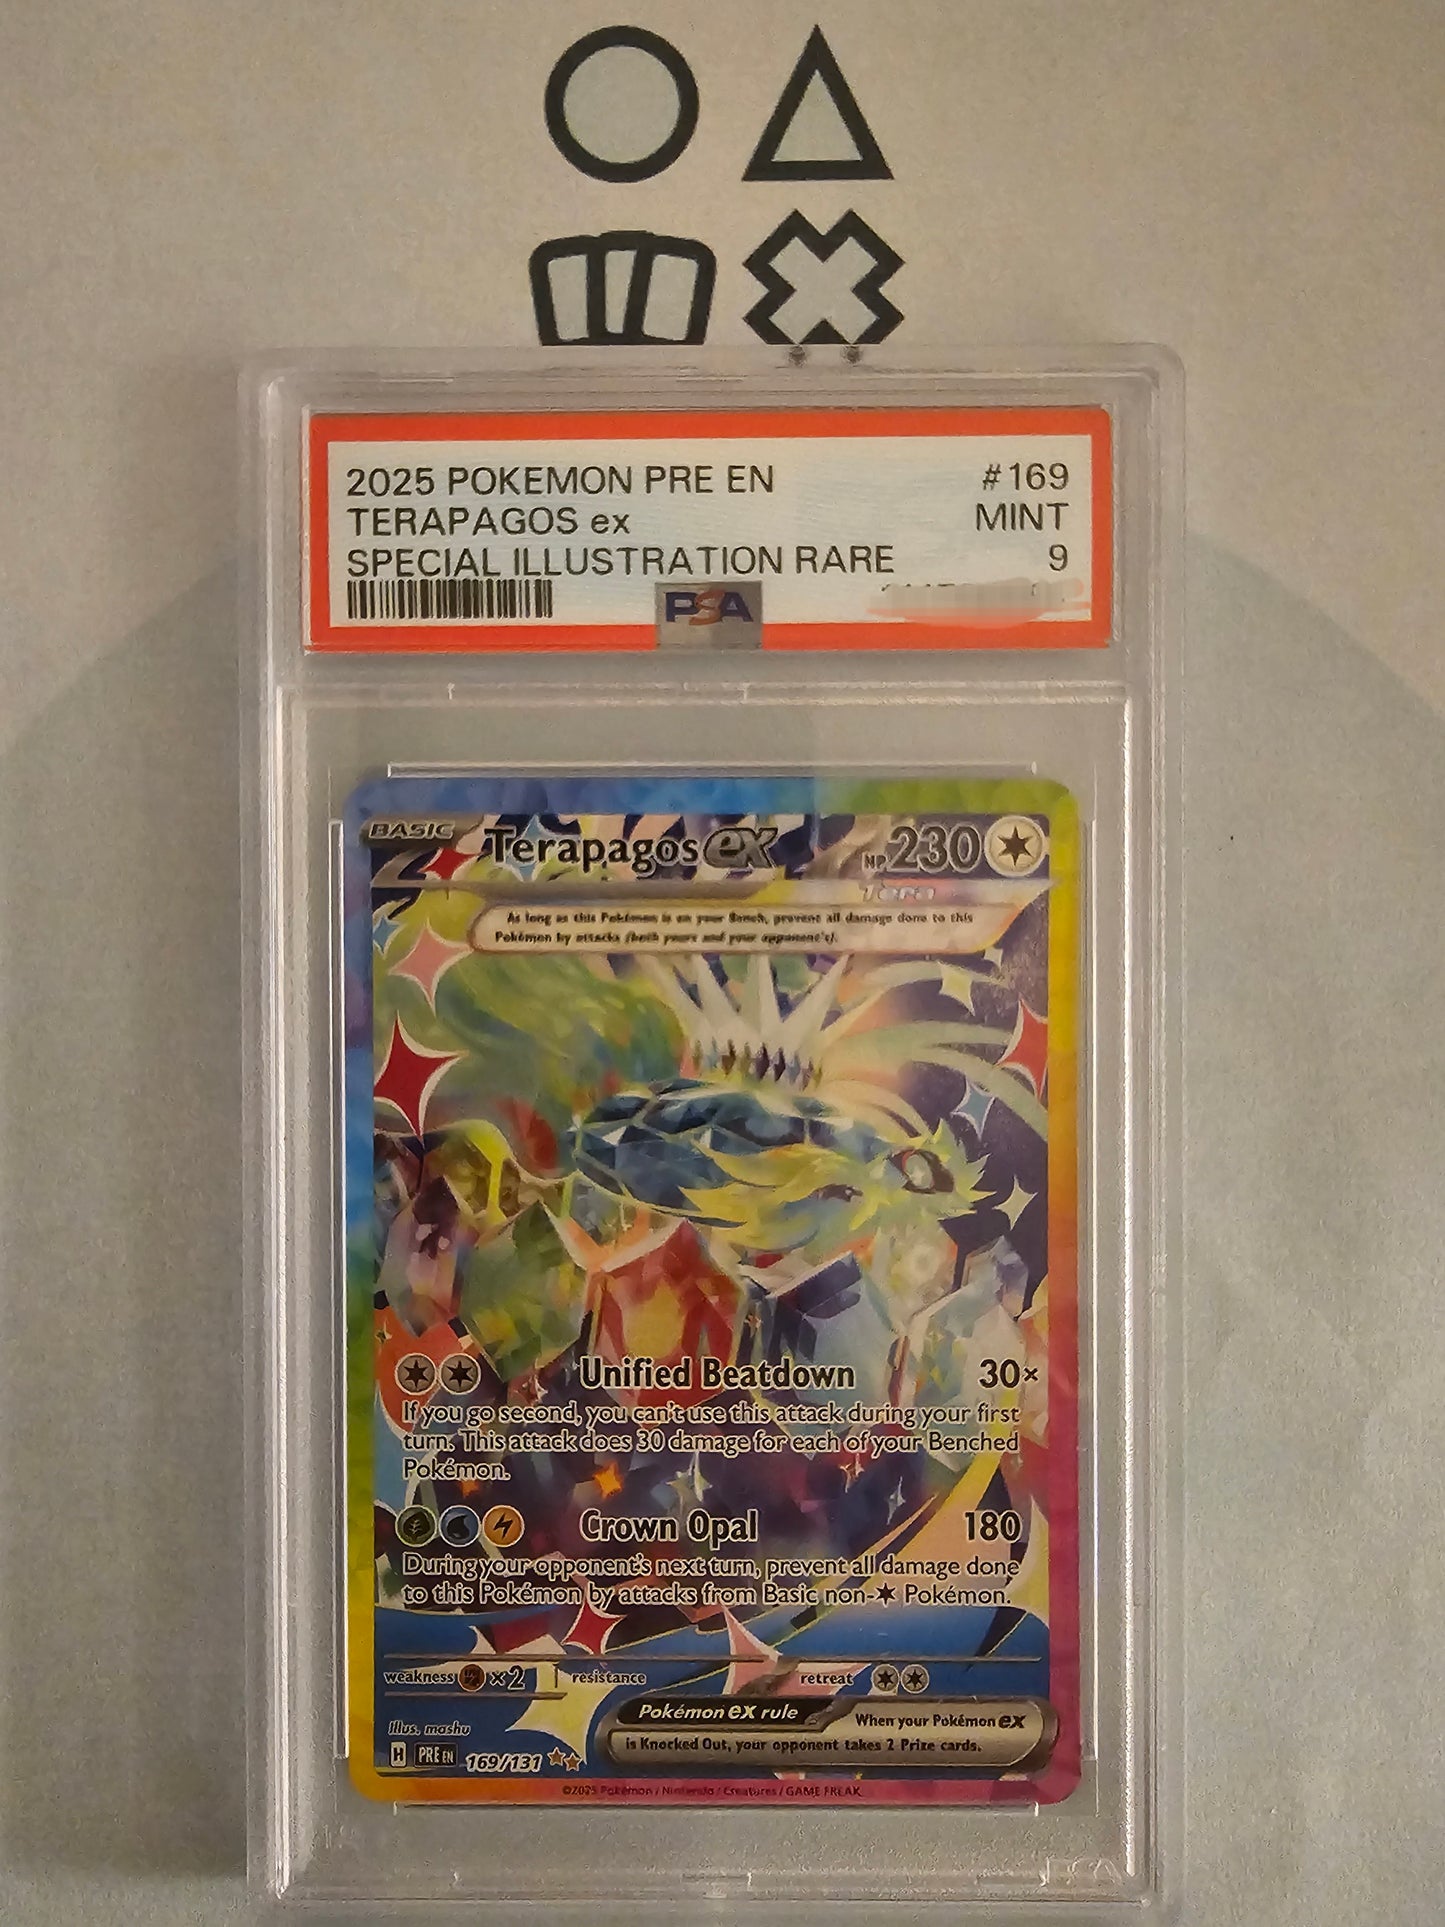 2025 POKEMON PRE EN #169
TERAPAGOS ex MINT
SPECIAL ILLUSTRATION RARE 9
PSA
BASIC Terapagos ex HP 230
Tera
As long as this Pokémon is on your Bench, prevent all damage done to this
Pokémon by attacks (both yours and your opponent's).
Unified Beatdown 30×
If you go second, you can't use this attack during your first
turn. This attack does 30 damage for each of your Benched
Pokémon.
Crown Opal 180
During your opponent's next turn, prevent all damage done
to this Pokémon by attacks from Basic non- Pokémon.
weakness ×2 resistance retreat
Pokémon ex rule
When your Pokémon ex
is Knocked Out, your opponent takes 2 Prize cards.
Illus. mashu
H PRE EN 169/131
©2025 Pokémon / Nintendo / Creatures / GAME FREAK